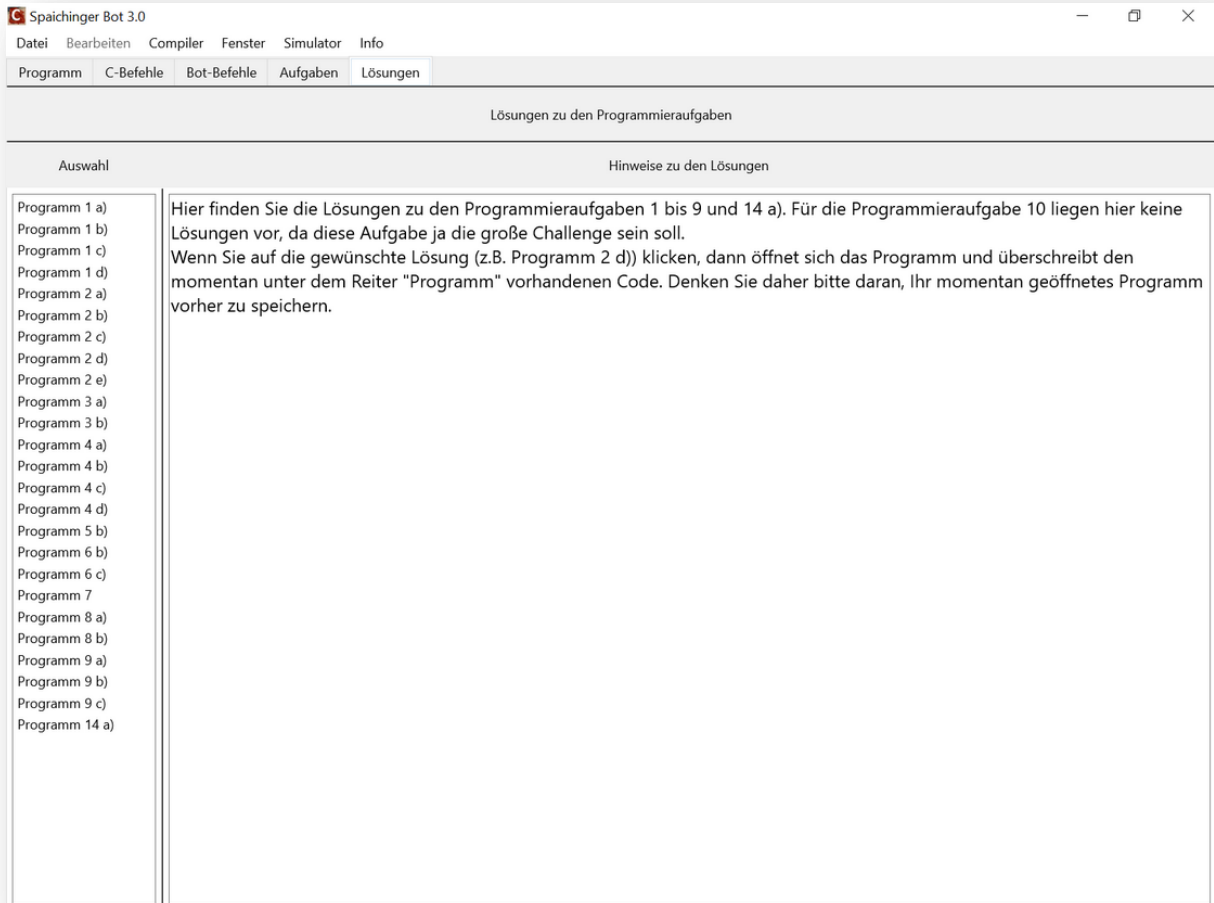 Spaichinger Bot 3.0
Datei Bearbeiten Compiler Fenster Simulator Info
Programm C-Befehle Bot-Befehle Aufgaben Lösungen
Lösungen zu den Programmieraufgaben
Auswahl
Hinweise zu den Lösungen
Programm 1 a)
Programm 1 b)
Programm 1 c)
Programm 1 d)
Programm 2 a)
Programm 2 b)
Programm 2 c)
Programm 2 d)
Programm 2 e)
Programm 3 a)
Programm 3 b)
Programm 4 a)
Programm 4 b)
Programm 4 c)
Programm 4 d)
Programm 5 b)
Programm 6 b)
Programm 6 c)
Programm 7
Programm 8 a)
Programm 8 b)
Programm 9 a)
Programm 9 b)
Programm 9 c)
Programm 14 a)
Hier finden Sie die Lösungen zu den Programmieraufgaben 1 bis 9 und 14 a). Für die Programmieraufgabe 10 liegen hier keine
Lösungen vor, da diese Aufgabe ja die große Challenge sein soll.
Wenn Sie auf die gewünschte Lösung (z.B. Programm 2 d)) klicken, dann öffnet sich das Programm und überschreibt den
momentan unter dem Reiter "Programm" vorhandenen Code. Denken Sie daher bitte daran, Ihr momentan geöffnetes Programm
vorher zu speichern.